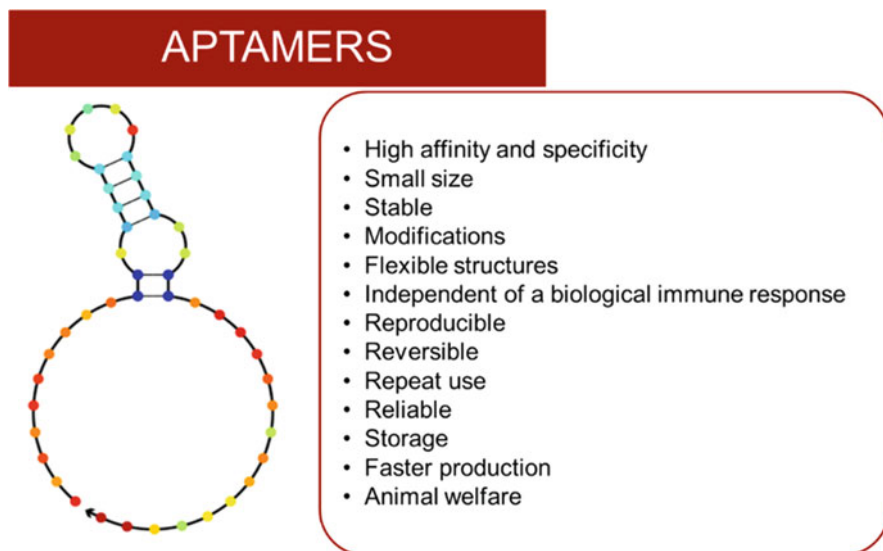 APTAMERS
• High affinity and specificity
• Small size
• Stable
• Modifications
• Flexible structures
• Independent of a biological immune response
• Reproducible
• Reversible
• Repeat use
• Reliable
• Storage
• Faster production
• Animal welfare